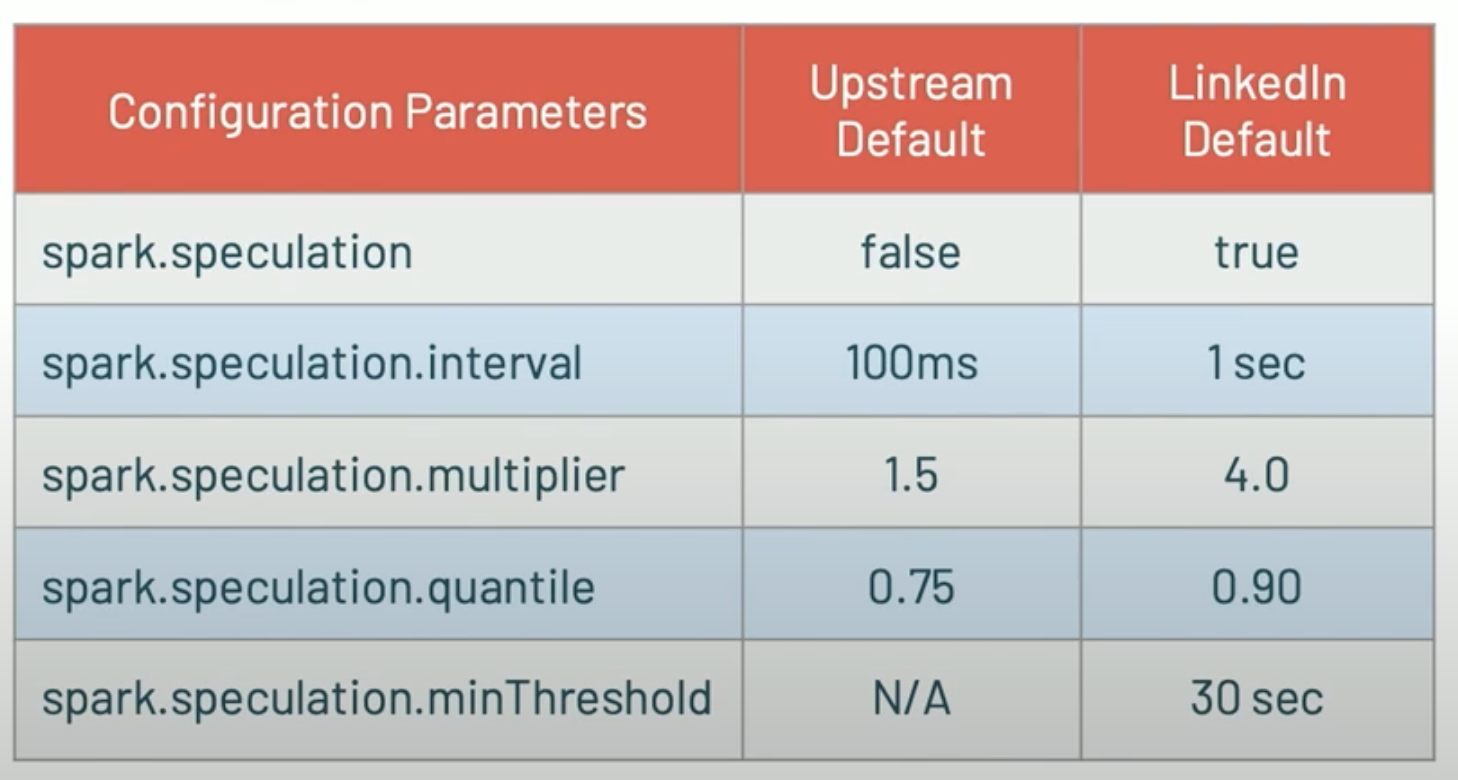 Configuration Parameters
Upstream
Default
LinkedIn
Default
spark.speculation false true
spark.speculation.interval 100ms 1 sec
spark.speculation.multiplier 1.5 4.0
spark.speculation.quantile 0.75 0.90
spark.speculation.minThreshold N/A 30 sec